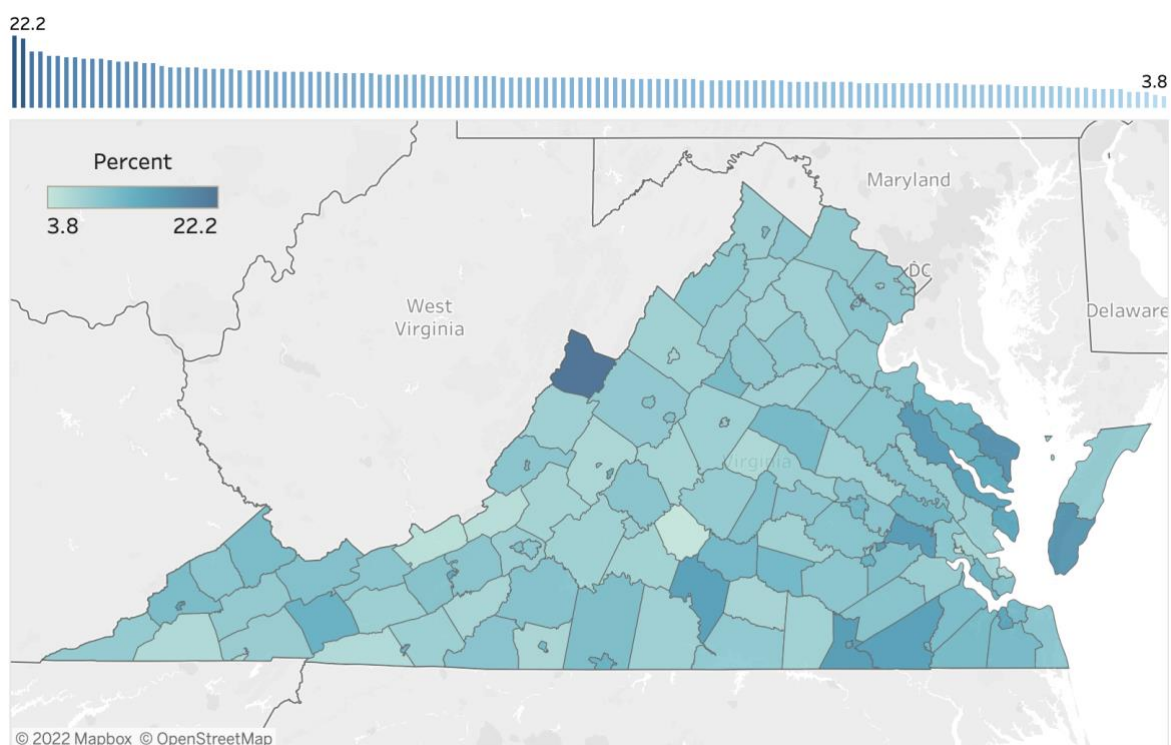 22.2
3.8
Percent
3.8 22.2
Maryland
DC
West
Virginia
Delaware
Virginia
© 2022 Mapbox © OpenStreetMap